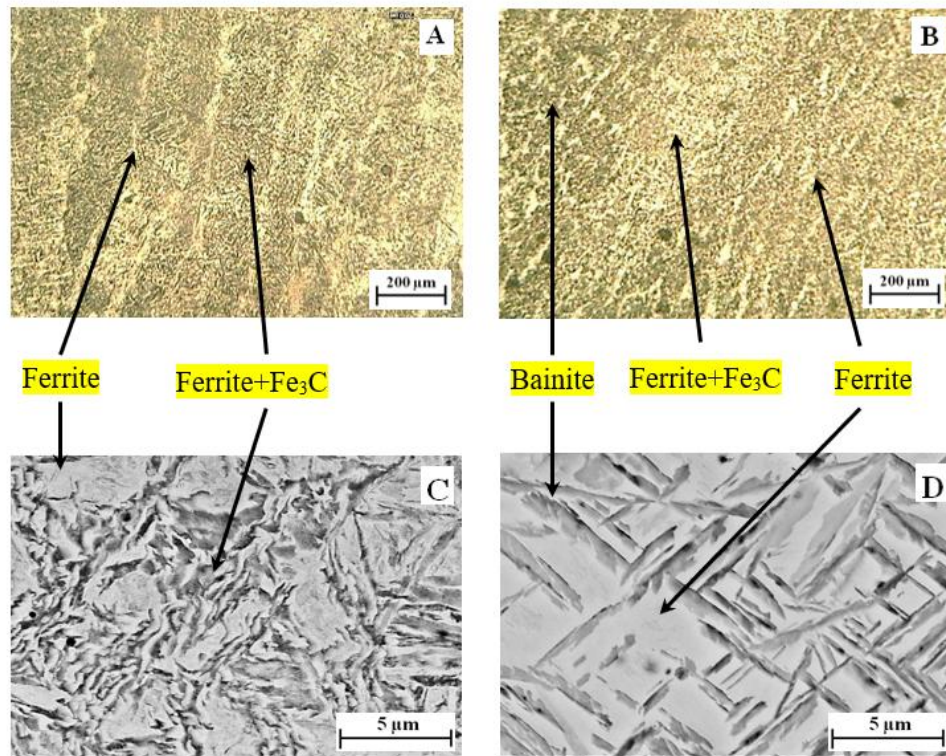 A
B
200 µm
200 µm
Ferrite
Ferrite+Fe₃C
Bainite
Ferrite+Fe₃C
Ferrite
C
D
5 µm
5 µm